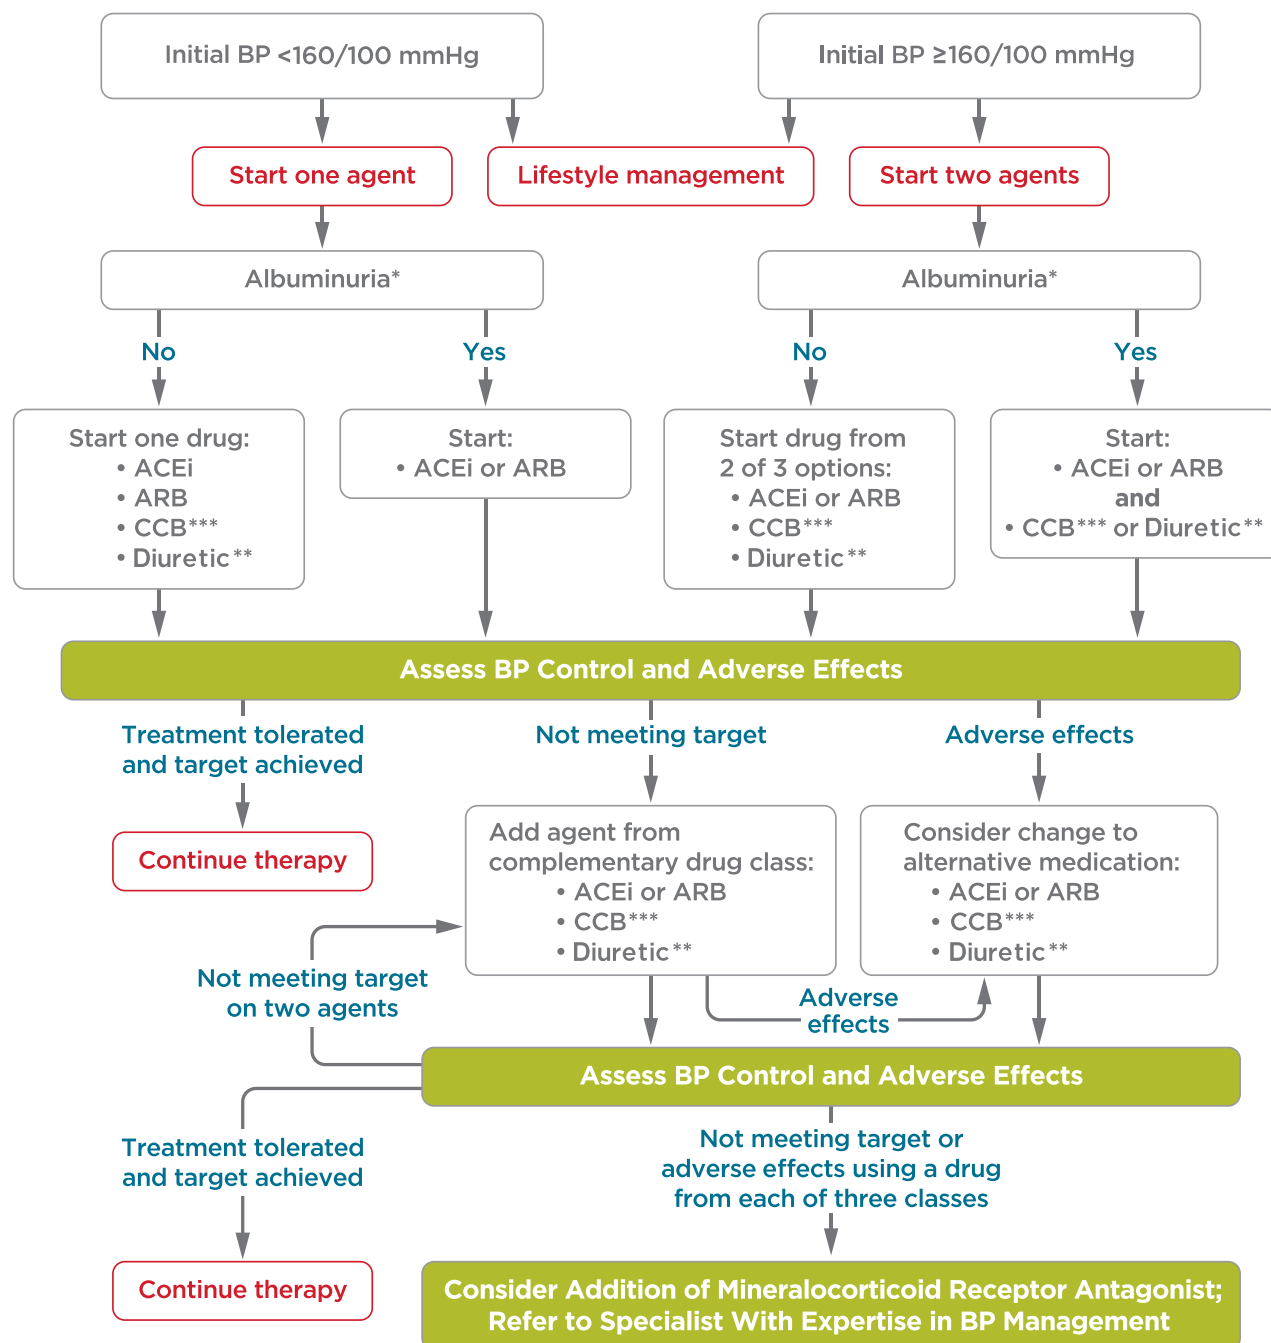 Initial BP <160/100 mmHg
Initial BP ≥160/100 mmHg
Start one agent
Lifestyle management
Start two agents
Albuminuria*
Albuminuria*
No
Yes
No
Yes
Start one drug:
• ACEi
• ARB
• CCB***
• Diuretic**
Start:
• ACEi or ARB
Start drug from
2 of 3 options:
• ACEi or ARB
• CCB***
• Diuretic**
Start:
• ACEi or ARB
and
• CCB*** or Diuretic**
Assess BP Control and Adverse Effects
Treatment tolerated
and target achieved
Not meeting target
Adverse effects
Continue therapy
Add agent from
complementary drug class:
• ACEi or ARB
• CCB***
• Diuretic**
Consider change to
alternative medication:
• ACEi or ARB
• CCB***
• Diuretic**
Not meeting target
on two agents
Adverse
effects
Assess BP Control and Adverse Effects
Treatment tolerated
and target achieved
Not meeting target or
adverse effects using a drug
from each of three classes
Continue therapy
Consider Addition of Mineralocorticoid Receptor Antagonist;
Refer to Specialist With Expertise in BP Management